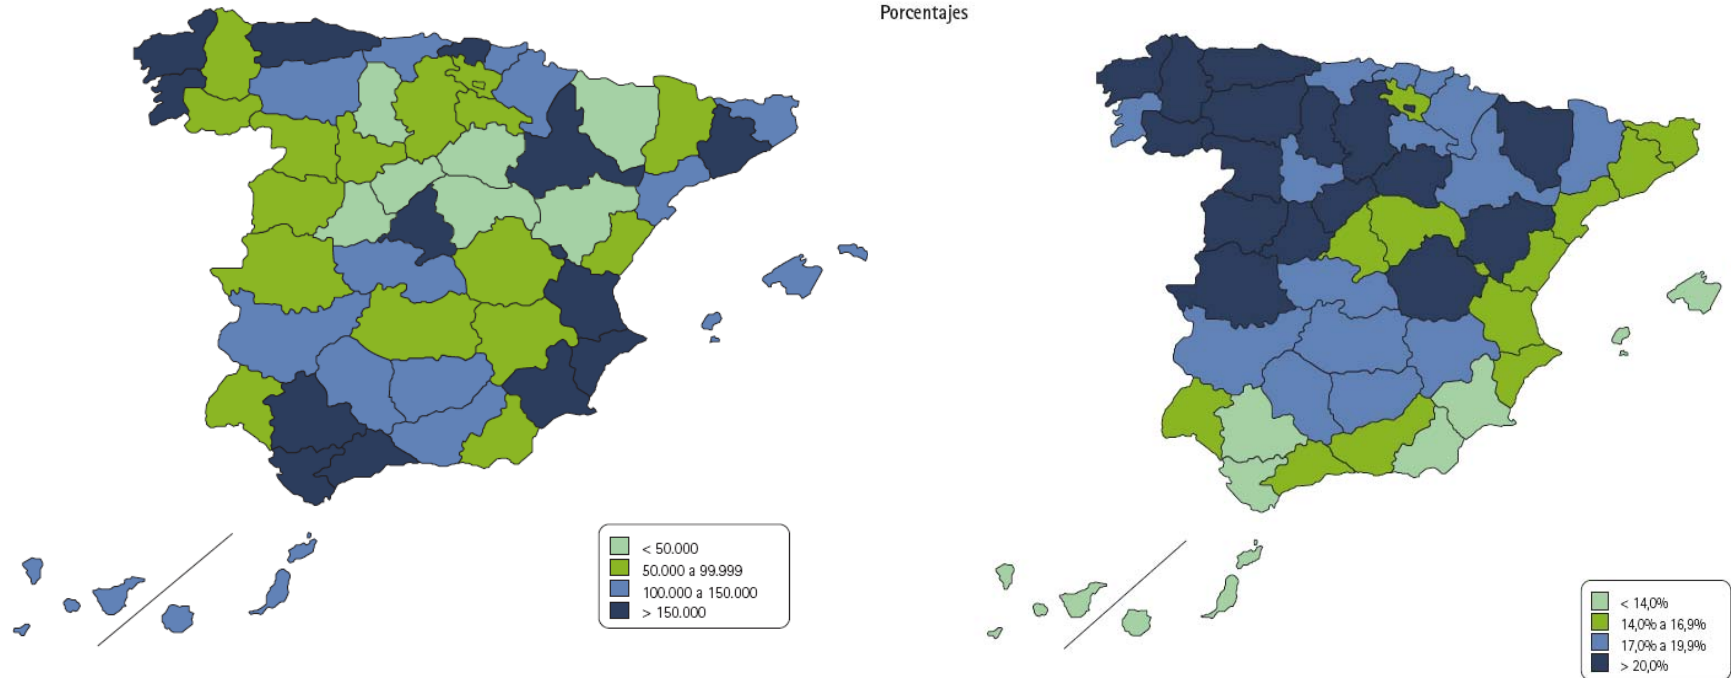 Porcentajes
< 50.000
50.000 a 99.999
100.000 a 150.000
> 150.000
< 14,0%
14,0% a 16,9%
17,0% a 19,9%
> 20,0%